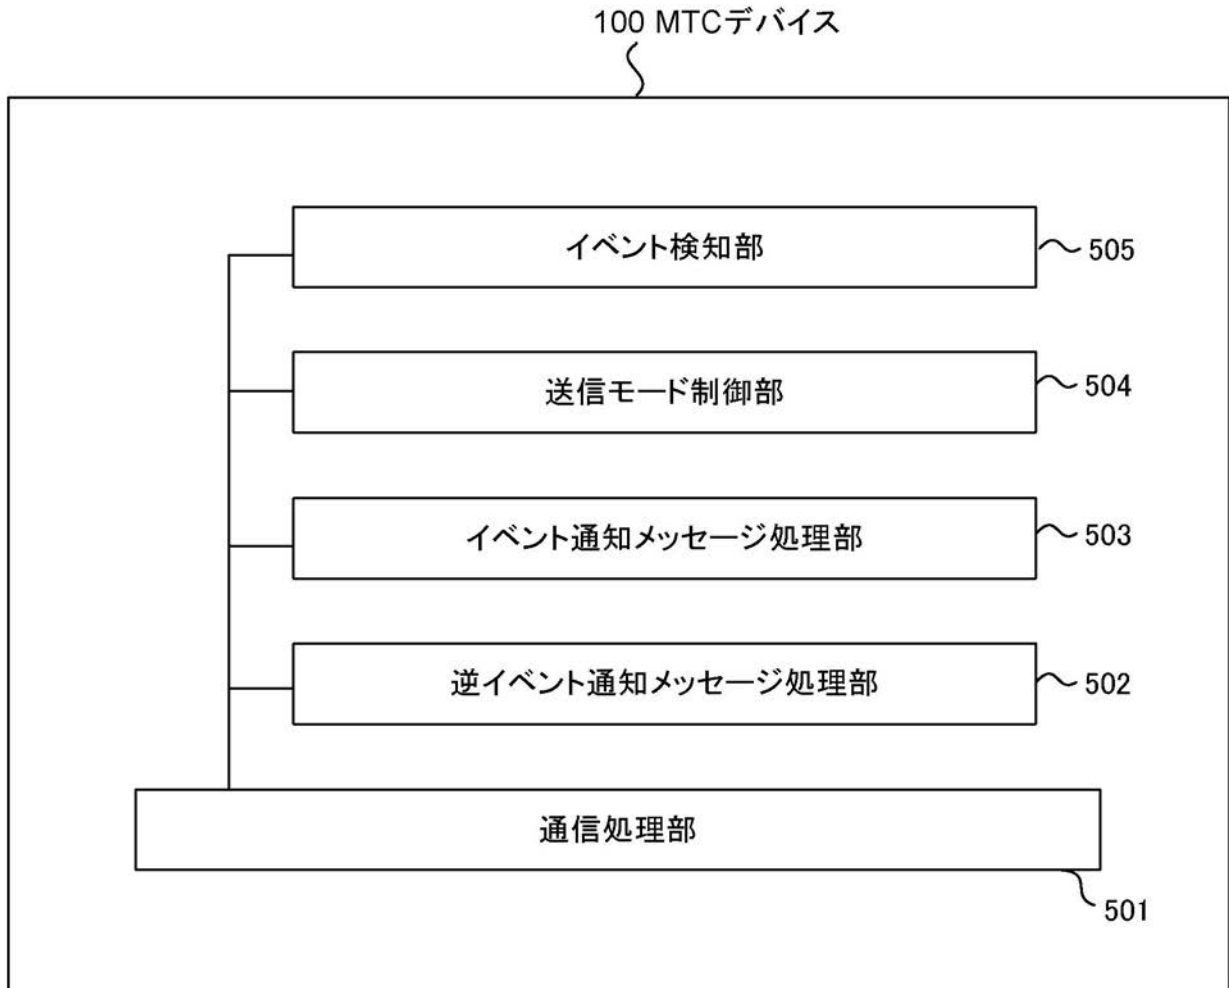 100 MTCデバイス
イベント検知部
505
送信モード制御部
504
イベント通知メッセージ処理部
503
逆イベント通知メッセージ処理部
502
通信処理部
501